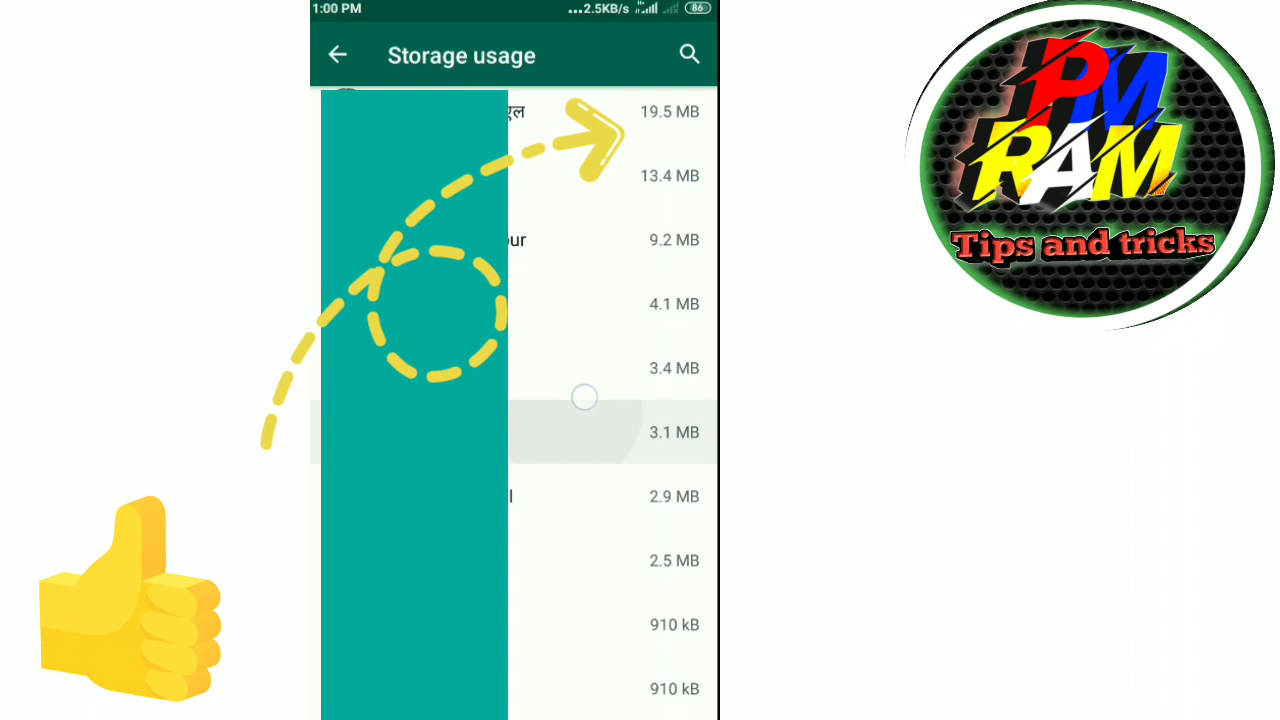 1:00 PM
...2.5KB/s
86
Storage usage
19.5 MB
13.4 MB
9.2 MB
4.1 MB
3.4 MB
3.1 MB
2.9 MB
2.5 MB
910 kB
910 kB
PM
RAM
Tips and tricks